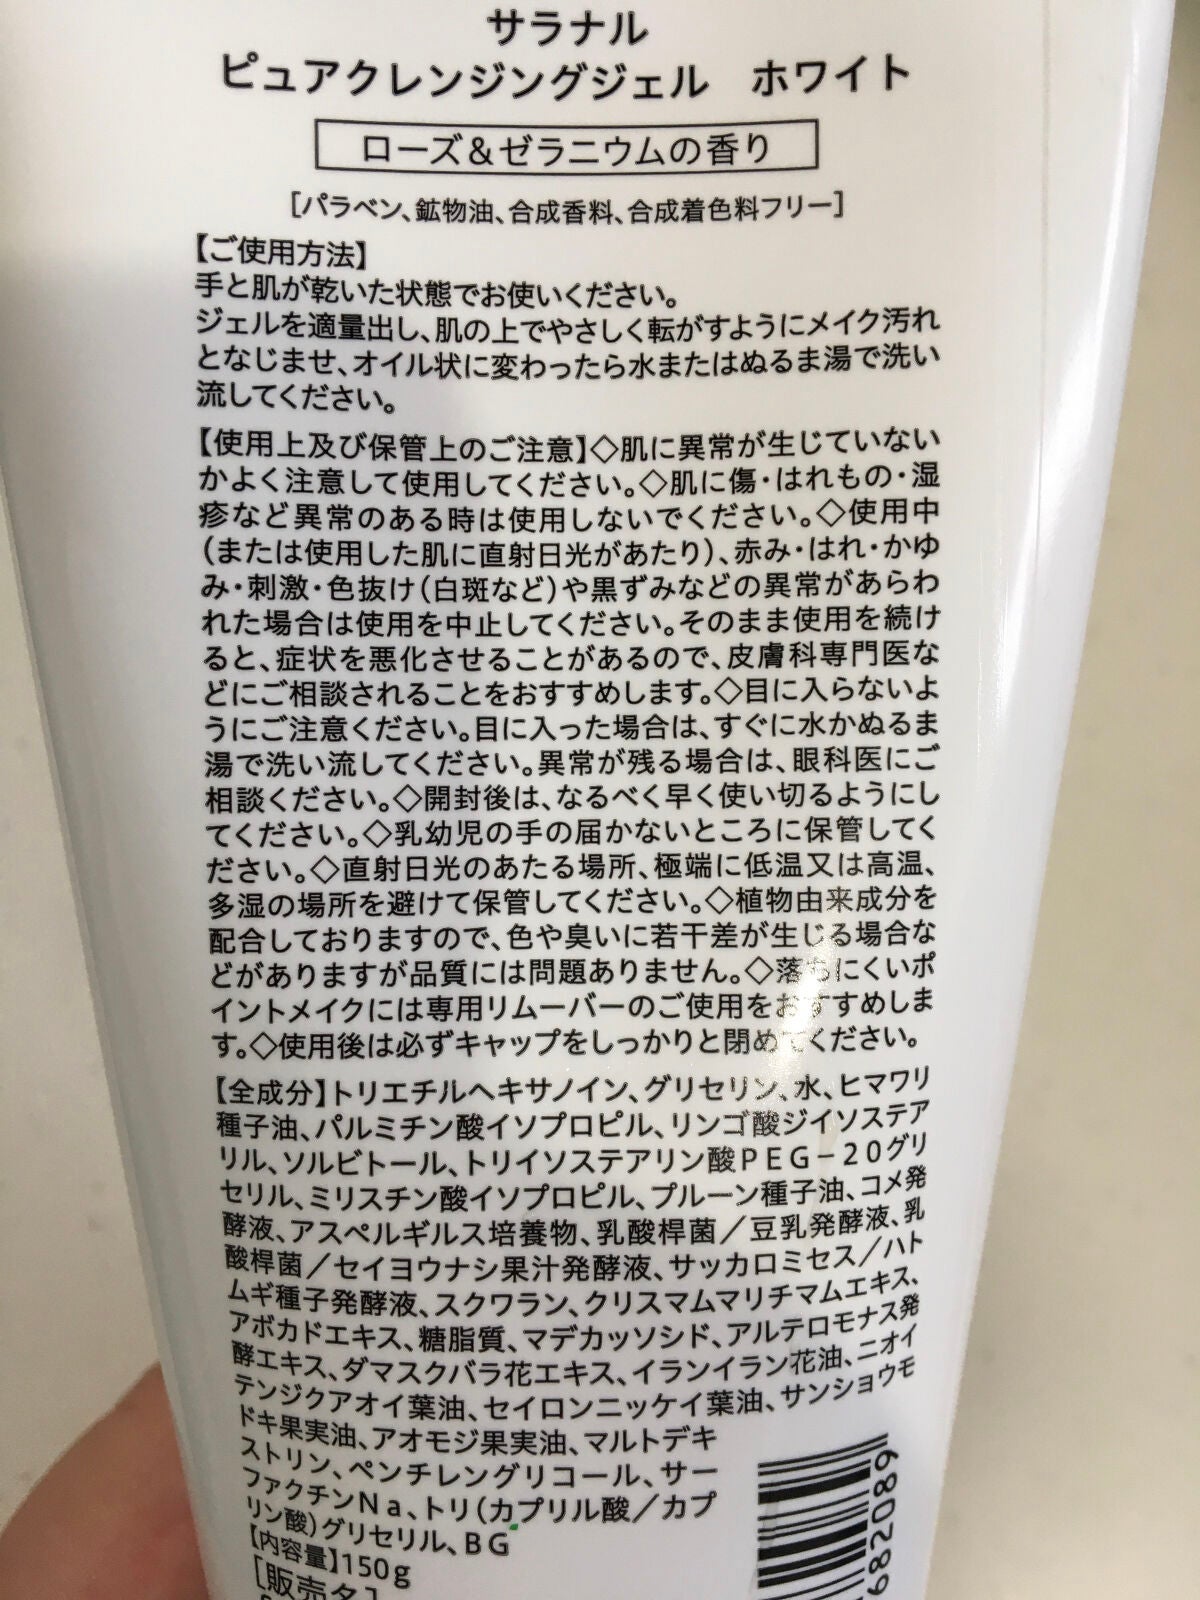 サラナル
ピュアクレンジングジェル ホワイト
ローズ&ゼラニウムの香り
[パラベン、鉱物油、合成香料、合成着色料フリー]
【ご使用方法】
手と肌が乾いた状態でお使いください。
ジェルを適量出し、肌の上でやさしく転がすようにメイク汚れ
となじませ、オイル状に変わったら水またはぬるま湯で洗い
流してください。
【使用上及び保管上のご注意】◇肌に異常が生じていない
かよく注意して使用してください。◇肌に傷・はれもの・湿
疹など異常のある時は使用しないでください。◇使用中
(または使用した肌に直射日光があたり)、赤み・はれ・かゆ
み・刺激・色抜け(白斑など)や黒ずみなどの異常があらわ
れた場合は使用を中止してください。そのまま使用を続け
ると、症状を悪化させることがあるので、皮膚科専門医な
どにご相談されることをおすすめします。◇目に入らないよ
うにご注意ください。目に入った場合は、すぐに水かぬるま
湯で洗い流してください。異常が残る場合は、眼科医にご
相談ください。◇開封後は、なるべく早く使い切るようにし
てください。◇乳幼児の手の届かないところに保管してく
ださい。◇直射日光のあたる場所、極端に低温又は高温、
多湿の場所を避けて保管してください。◇植物由来成分を
配合しておりますので、色や臭いに若干差が生じる場合な
どがありますが品質には問題ありません。◇落ちにくいポ
イントメイクには専用リムーバーのご使用をおすすめしま
す。◇使用後は必ずキャップをしっかりと閉めてください。
【全成分】トリエチルヘキサノイン、グリセリン、水、ヒマワリ
種子油、パルミチン酸イソプロピル、リンゴ酸ジイソステア
リル、ソルビトール、トリイソステアリン酸PEG−20グリ
セリル、ミリスチン酸イソプロピル、プルーン種子油、コメ発
酵液、アスペルギルス培養物、乳酸桿菌/豆乳発酵液、乳
酸桿菌/セイヨウナシ果汁発酵液、サッカロミセス/ハト
ムギ種子発酵液、スクワラン、クリスマムマリチマムエキス、
アボカドエキス、糖脂質、マデカッソシド、アルテロモナス発
酵エキス、ダマスクバラ花エキス、イランイラン花油、ニオイ
テンジクアオイ葉油、セイロンニッケイ葉油、サンショウモ
ドキ果実油、アオモジ果実油、マルトデキ
ストリン、ペンチレングリコール、サー
ファクチンNa、トリ(カプリル酸/カプ
リン酸)グリセリル、BG
【内容量】150g
[販売名]
682089